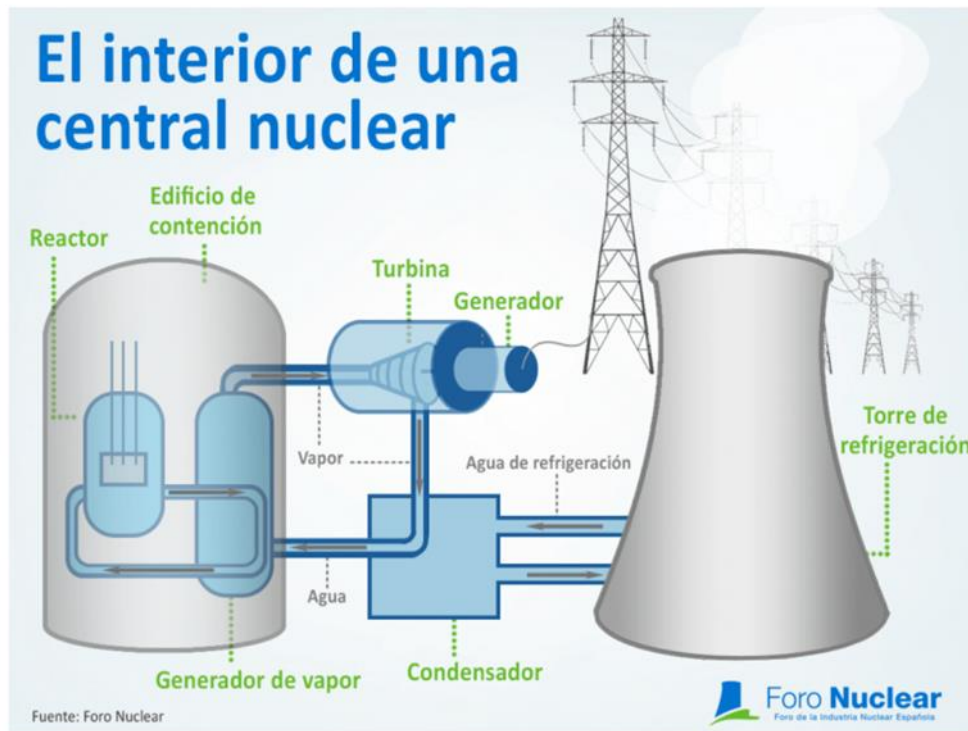 El interior de una
central nuclear
Edificio de
contención
Reactor
Turbina
Generador
Vapor
Agua de refrigeración
Torre de
refrigeración
Agua
Generador de vapor
Condensador
Fuente: Foro Nuclear
Foro Nuclear
Foro de la Industria Nuclear Española